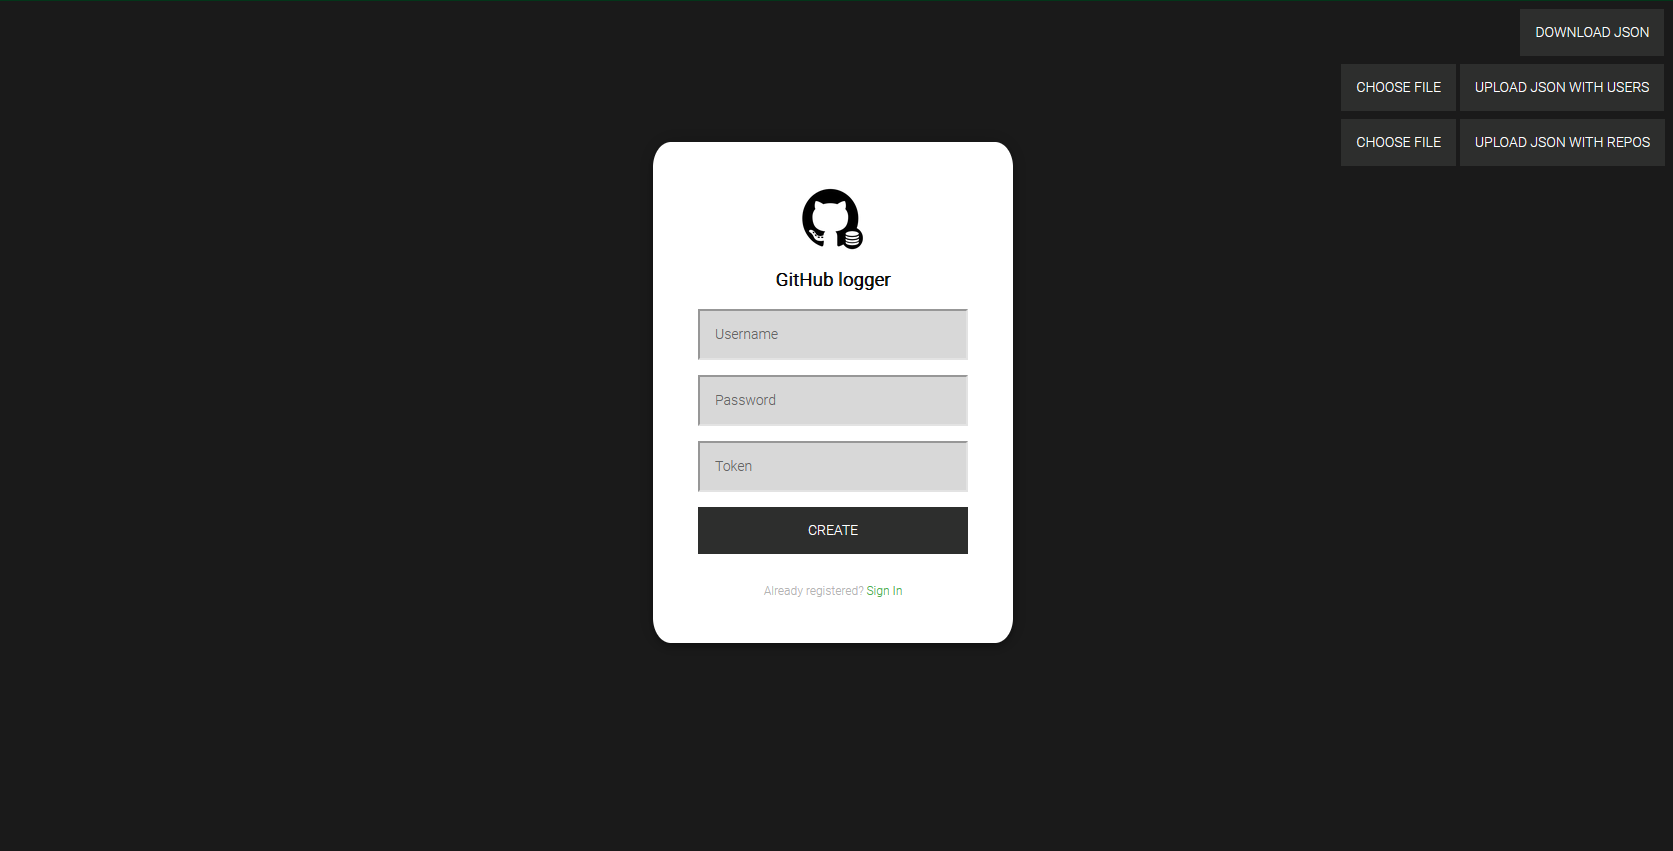 DOWNLOAD JSON
CHOOSE FILE UPLOAD JSON WITH USERS
CHOOSE FILE UPLOAD JSON WITH REPOS
GitHub logger
Username
Password
Token
CREATE
Already registered? Sign In